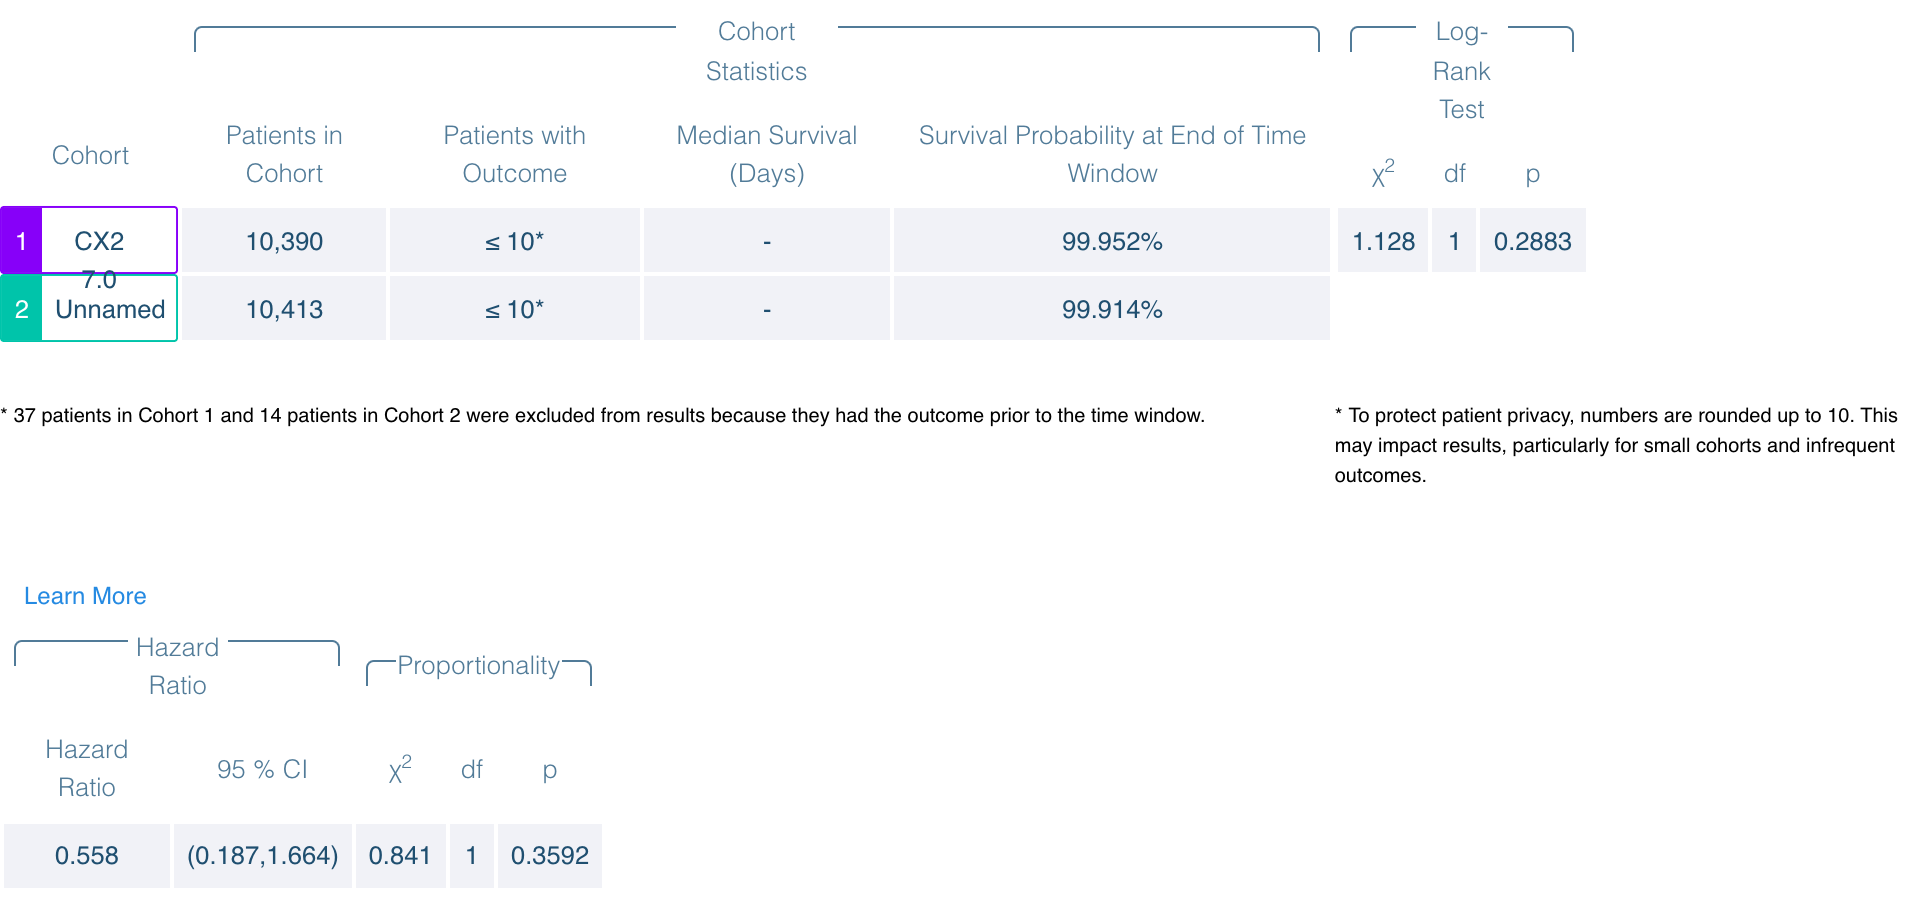 Cohort
Statistics
Log-
Rank
Test
Cohort
Patients in
Cohort
Patients with
Outcome
Median Survival
(Days)
Survival Probability at End of Time
Window
χ2
df
p
1 CX2 10,390 ≤ 10* - 99.952% 1.128 1 0.2883
7.0
2 Unnamed 10,413 ≤ 10* - 99.914%
* 37 patients in Cohort 1 and 14 patients in Cohort 2 were excluded from results because they had the outcome prior to the time window.
* To protect patient privacy, numbers are rounded up to 10. This
may impact results, particularly for small cohorts and infrequent
outcomes.
Learn More
Hazard
Ratio
Proportionality
Hazard
Ratio
95 % CI
χ2
df
p
0.558 (0.187,1.664) 0.841 1 0.3592